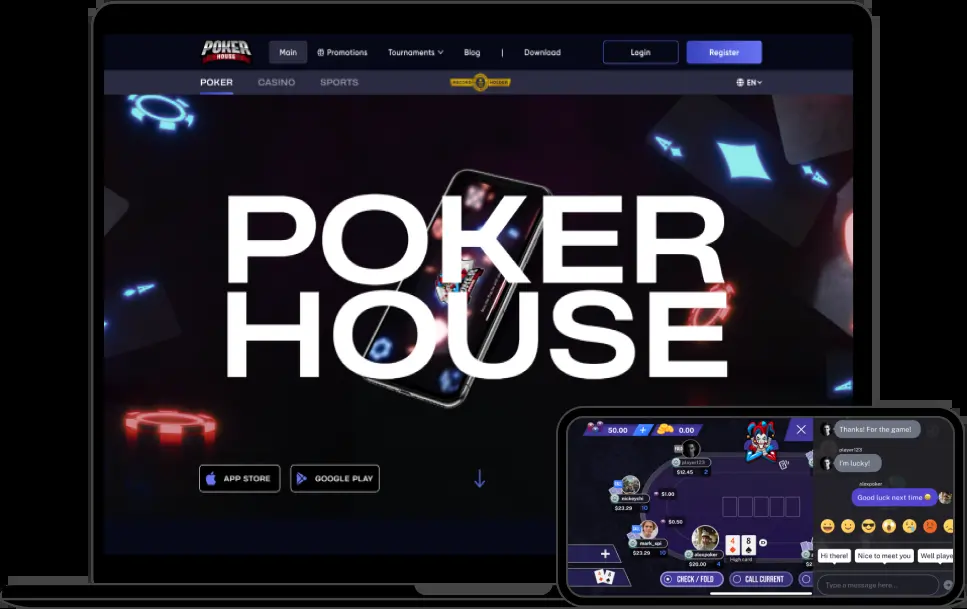 POKER HOUSE
Main
Promotions
Tournaments
Blog
|
Download
Login
Register
POKER
CASINO
SPORTS
EN
POKER
HOUSE
APP STORE
GOOGLE PLAY
50.00
+
0.00
player123
$12.45 2
nickeychi
$23.29 10
$1.00
$0.50
mark_spi
$23.29 10
alexpoker
$20.00 4
4
8
High card
+
CHECK / FOLD
CALL CURRENT
Thanks! For the game!
player123
I'm lucky!
alexpoker
Good luck next time 😄
Hi there!
Nice to meet you
Well playe
Type a message here...